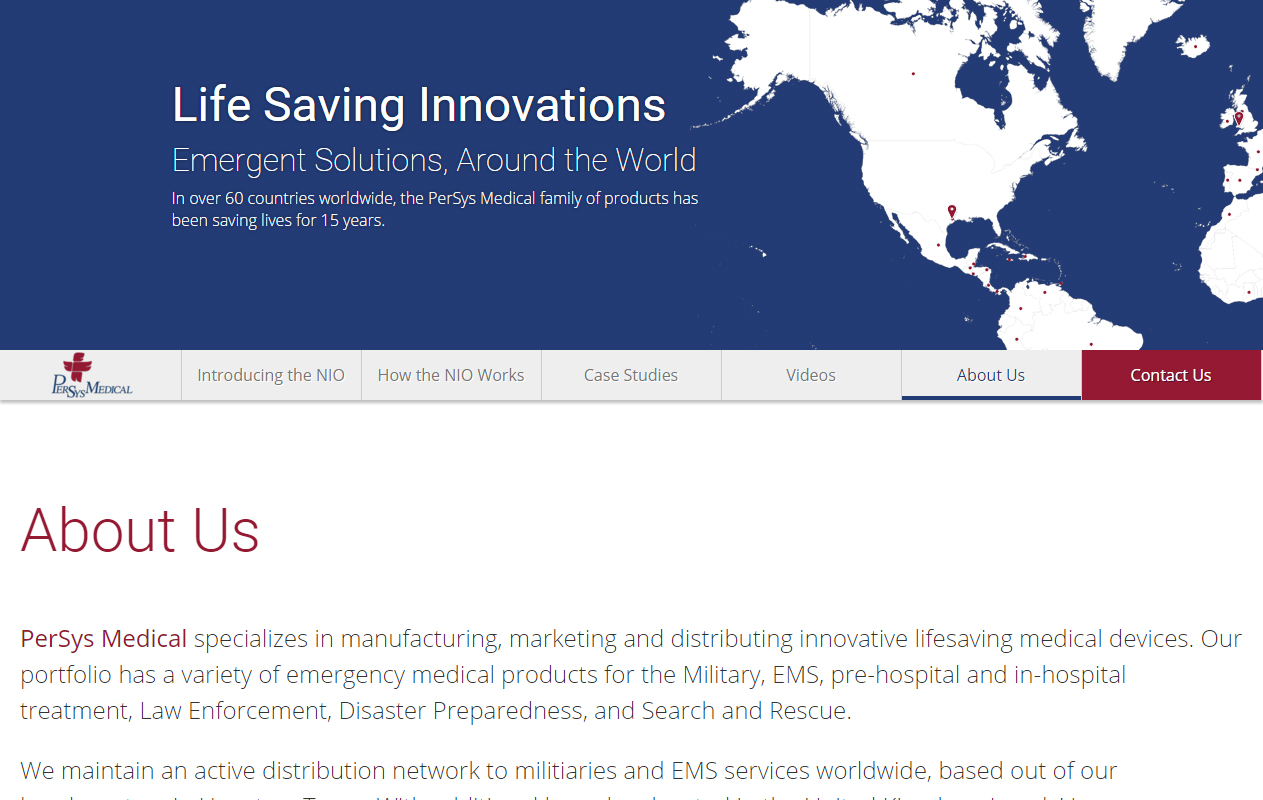 Life Saving Innovations
Emergent Solutions, Around the World
In over 60 countries worldwide, the PerSys Medical family of products has
been saving lives for 15 years.
PERSYS MEDICAL
Introducing the NIO
How the NIO Works
Case Studies
Videos
About Us
Contact Us
About Us
PerSys Medical specializes in manufacturing, marketing and distributing innovative lifesaving medical devices. Our
portfolio has a variety of emergency medical products for the Military, EMS, pre-hospital and in-hospital
treatment, Law Enforcement, Disaster Preparedness, and Search and Rescue.
We maintain an active distribution network to militiaries and EMS services worldwide, based out of our